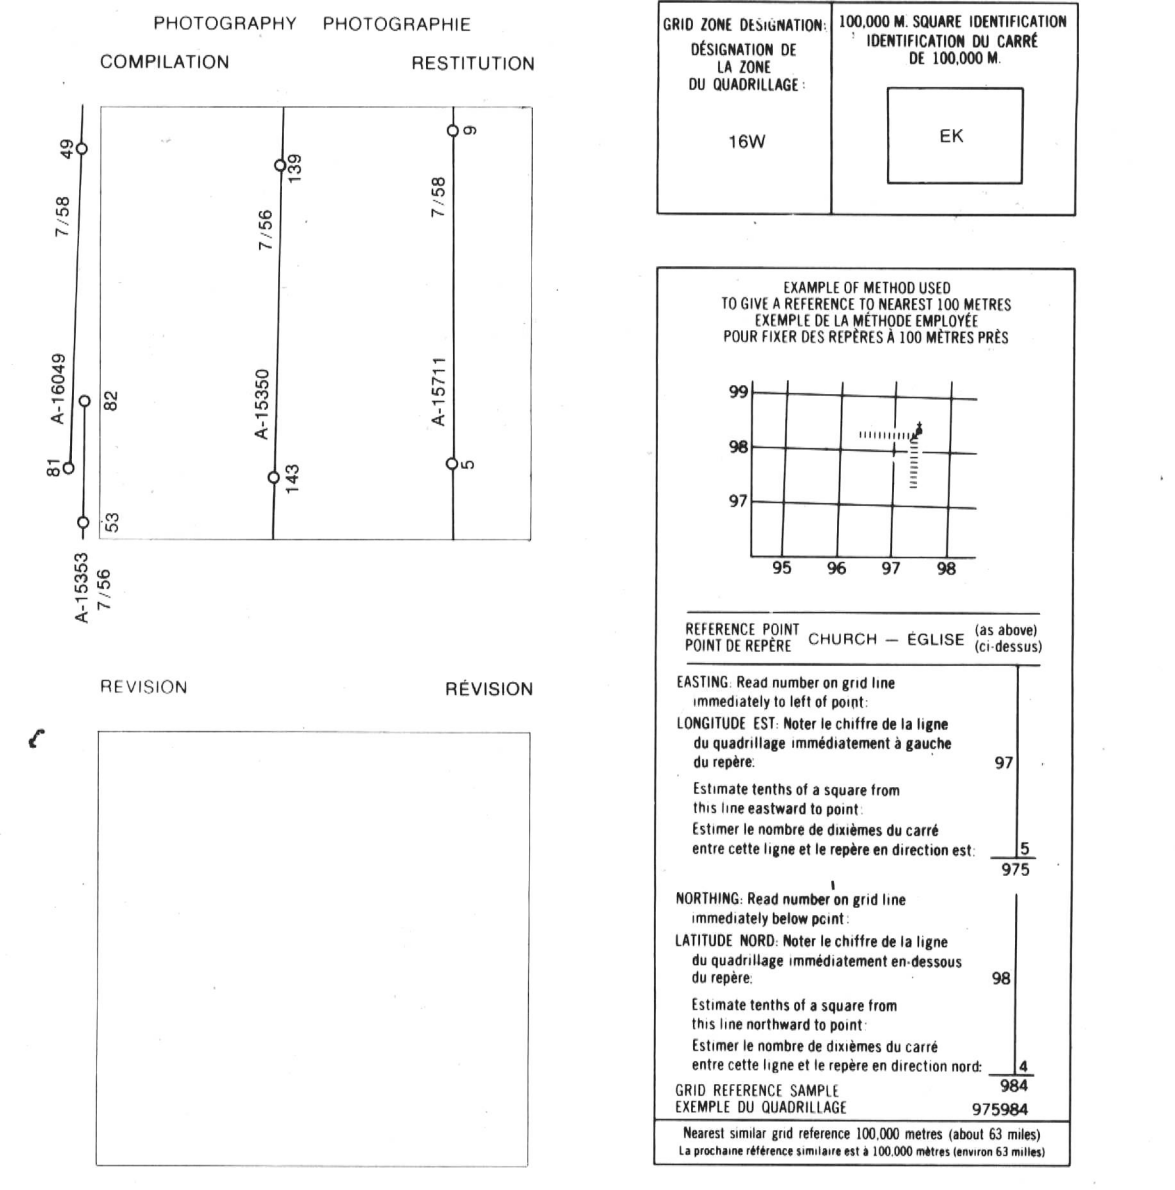 PHOTOGRAPHY PHOTOGRAPHIE
COMPILATION RESTITUTION
49
7/58
A-16049
81
82
53
A-15353
7/56
139
7/56
A-15350
143
9
7/58
A-15711
5
REVISION RÉVISION
GRID ZONE DESIGNATION:
DÉSIGNATION DE
LA ZONE
DU QUADRILLAGE:
16W
100,000 M. SQUARE IDENTIFICATION
IDENTIFICATION DU CARRÉ
DE 100,000 M.
EK
EXAMPLE OF METHOD USED
TO GIVE A REFERENCE TO NEAREST 100 METRES
EXEMPLE DE LA MÉTHODE EMPLOYÉE
POUR FIXER DES REPÈRES À 100 MÈTRES PRÈS
99
98
97
95 96 97 98
REFERENCE POINT
POINT DE REPÈRE
CHURCH — ÉGLISE
(as above)
(ci-dessus)
EASTING: Read number on grid line
immediately to left of point:
LONGITUDE EST: Noter le chiffre de la ligne
du quadrillage immédiatement à gauche
du repère: 97
Estimate tenths of a square from
this line eastward to point:
Estimer le nombre de dixièmes du carré
entre cette ligne et le repère en direction est: 5
975
NORTHING: Read number on grid line
immediately below point:
LATITUDE NORD: Noter le chiffre de la ligne
du quadrillage immédiatement en-dessous
du repère: 98
Estimate tenths of a square from
this line northward to point:
Estimer le nombre de dixièmes du carré
entre cette ligne et le repère en direction nord: 4
984
GRID REFERENCE SAMPLE
EXEMPLE DU QUADRILLAGE 975984
Nearest similar grid reference 100,000 metres (about 63 miles)
La prochaine référence similaire est à 100,000 mètres (environ 63 milles)